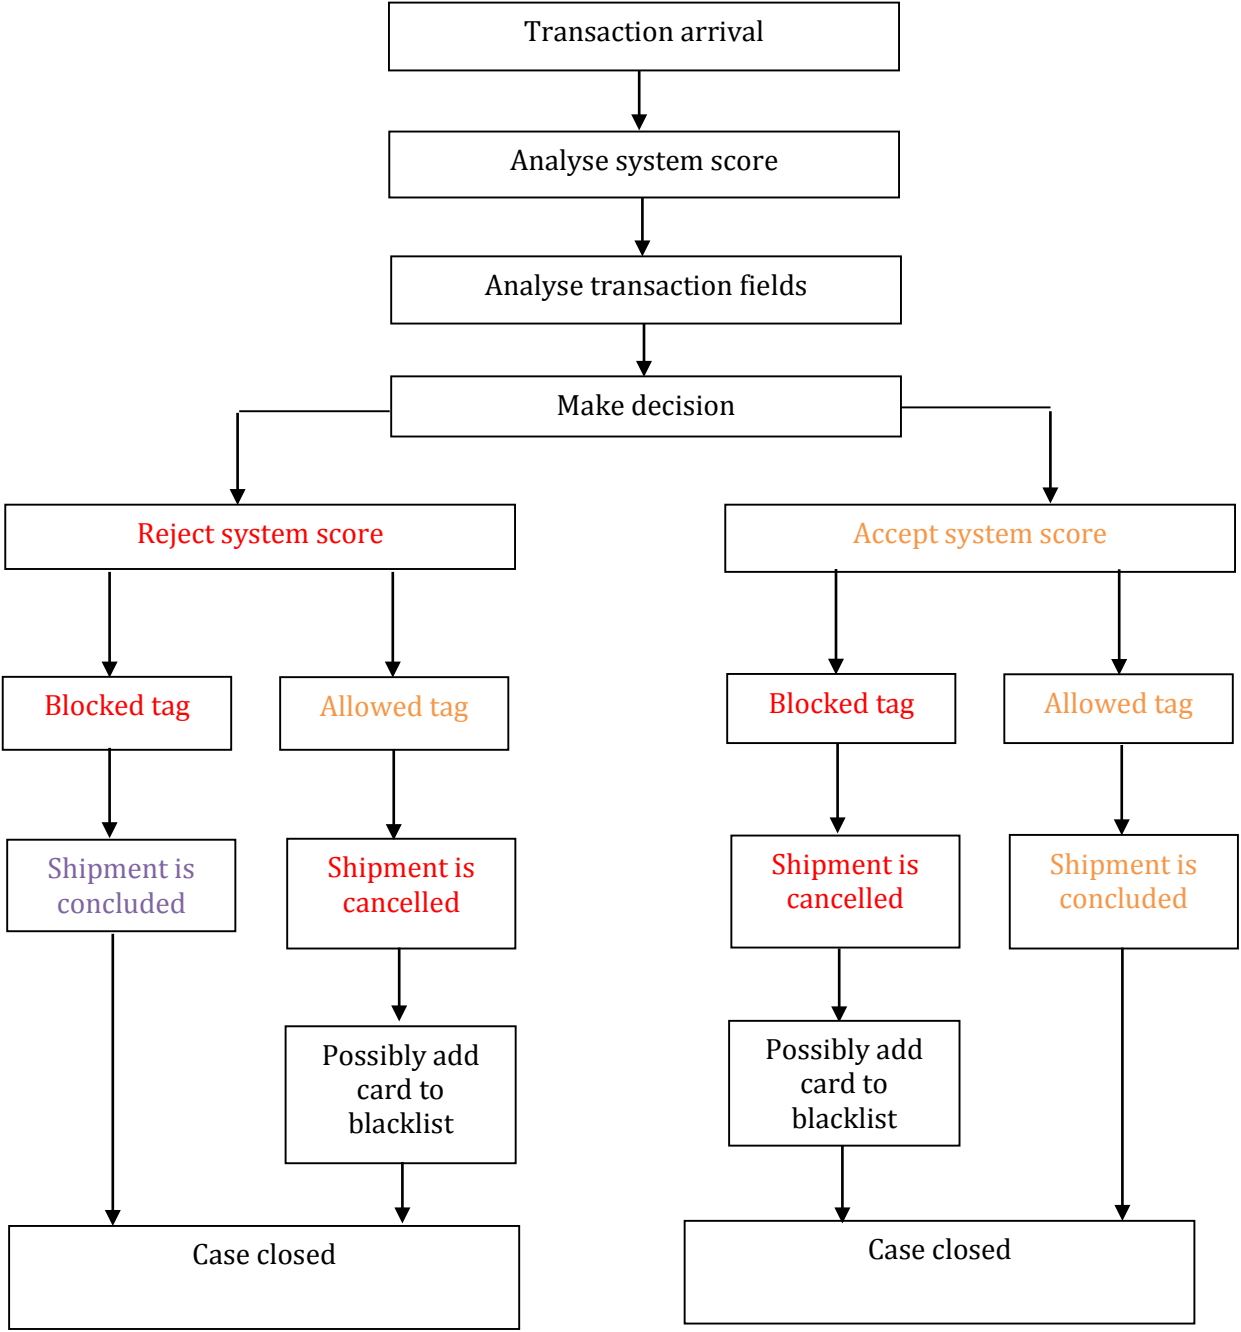 Transaction arrival
Analyse system score
Analyse transaction fields
Make decision
Reject system score
Accept system score
Blocked tag
Allowed tag
Blocked tag
Allowed tag
Shipment is
concluded
Shipment is
cancelled
Shipment is
cancelled
Shipment is
concluded
Possibly add
card to
blacklist
Possibly add
card to
blacklist
Case closed
Case closed